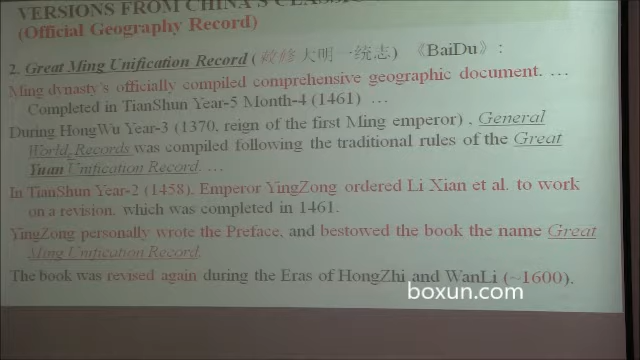 VERSIONS FROM CHINA'S CLASSIC
(Official Geography Record)
2. Great Ming Unification Record (敕修 大明一统志) 《BaiDu》:
Ming dynasty's officially compiled comprehensive geographic document. …
Completed in TianShun Year-5 Month-4 (1461) …
During HongWu Year-3 (1370, reign of the first Ming emperor) , General
World Records was compiled following the traditional rules of the Great
Yuan Unification Record. …
In TianShun Year-2 (1458), Emperor YingZong ordered Li Xian et al. to work
on a revision, which was completed in 1461.
YingZong personally wrote the Preface, and bestowed the book the name Great
Ming Unification Record.
The book was revised again during the Eras of HongZhi and WanLi (~1600).
boxun.com